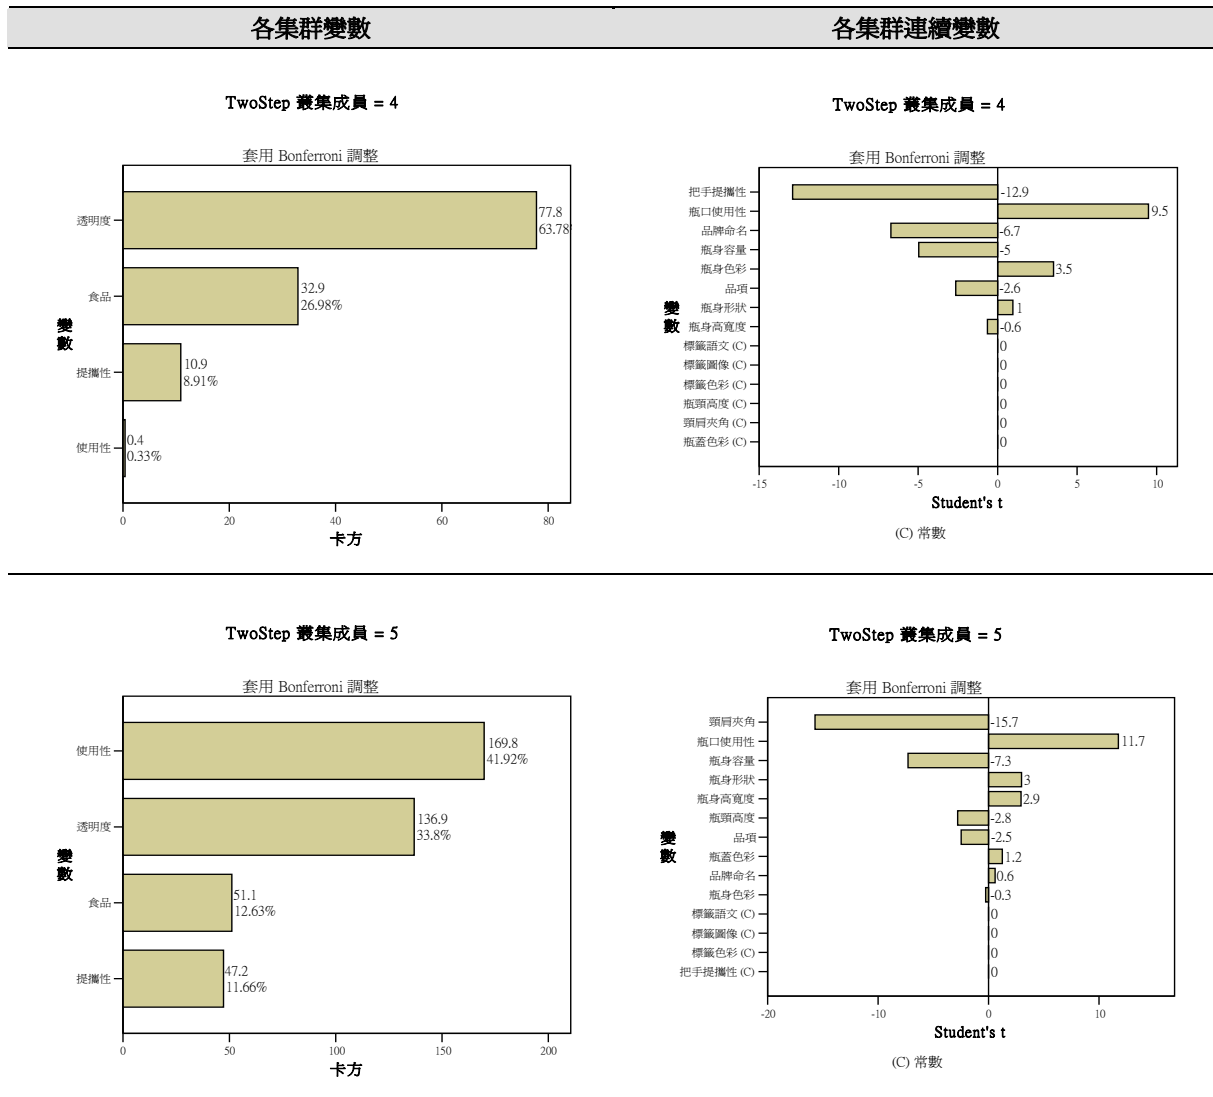 各集群變數
各集群連續變數
TwoStep 叢集成員 = 4
套用 Bonferroni 調整
變數
透明度
77.8
63.78
食品
32.9
26.98%
提攜性
10.9
8.91%
使用性
0.4
0.33%
0 20 40 60 80
卡方
TwoStep 叢集成員 = 4
套用 Bonferroni 調整
變數
把手提攜性 -12.9
瓶口使用性 9.5
品牌命名 -6.7
瓶身容量 -5
瓶身色彩 3.5
品項 -2.6
瓶身形狀 1
瓶身高寬度 -0.6
標籤語文 (C) 0
標籤圖像 (C) 0
標籤色彩 (C) 0
瓶頸高度 (C) 0
頸肩夾角 (C) 0
瓶蓋色彩 (C) 0
-15 -10 -5 0 5 10
Student's t
(C) 常數
TwoStep 叢集成員 = 5
套用 Bonferroni 調整
變數
使用性
169.8
41.92%
透明度
136.9
33.8%
食品
51.1
12.63%
提攜性
47.2
11.66%
0 50 100 150 200
卡方
TwoStep 叢集成員 = 5
套用 Bonferroni 調整
變數
頸肩夾角 -15.7
瓶口使用性 11.7
瓶身容量 -7.3
瓶身形狀 3
瓶身高寬度 2.9
瓶頸高度 -2.8
品項 -2.5
瓶蓋色彩 1.2
品牌命名 0.6
瓶身色彩 -0.3
標籤語文 (C) 0
標籤圖像 (C) 0
標籤色彩 (C) 0
把手提攜性 (C) 0
-20 -10 0 10
Student's t
(C) 常數